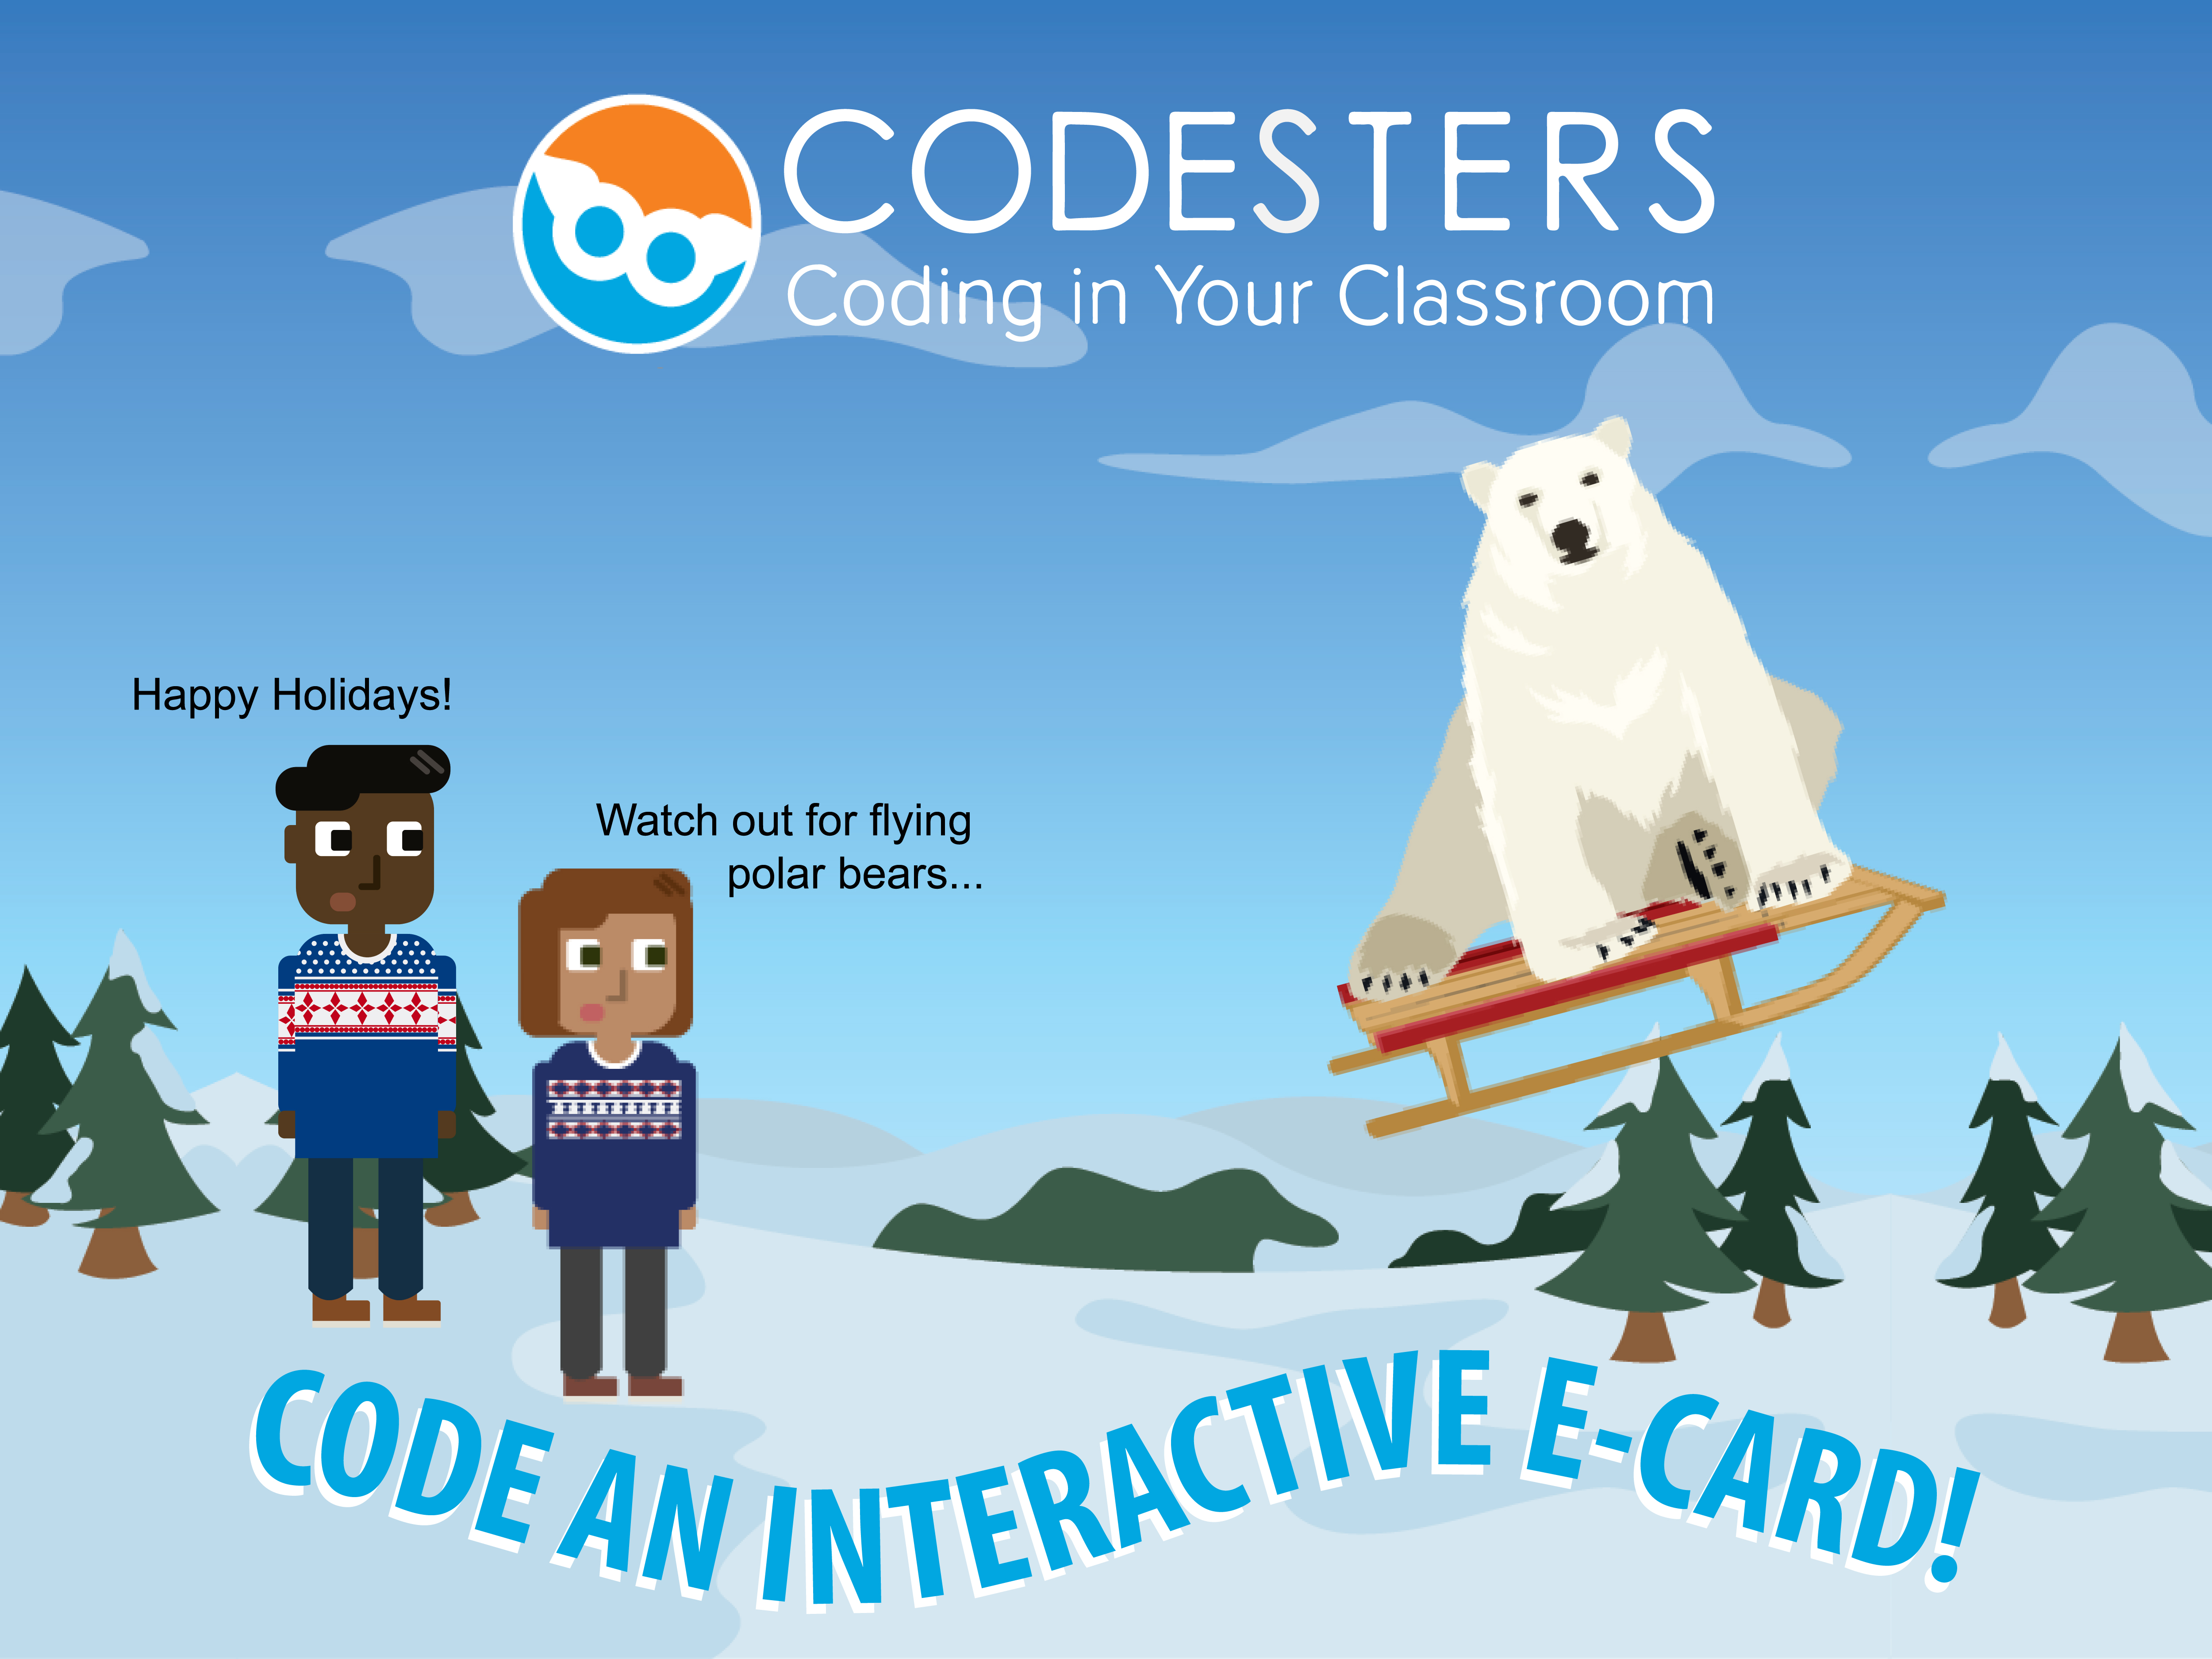 CODESTERS
Coding in Your Classroom
Happy Holidays!
Watch out for flying
polar bears...
CODE AN INTERACTIVE E-CARD!